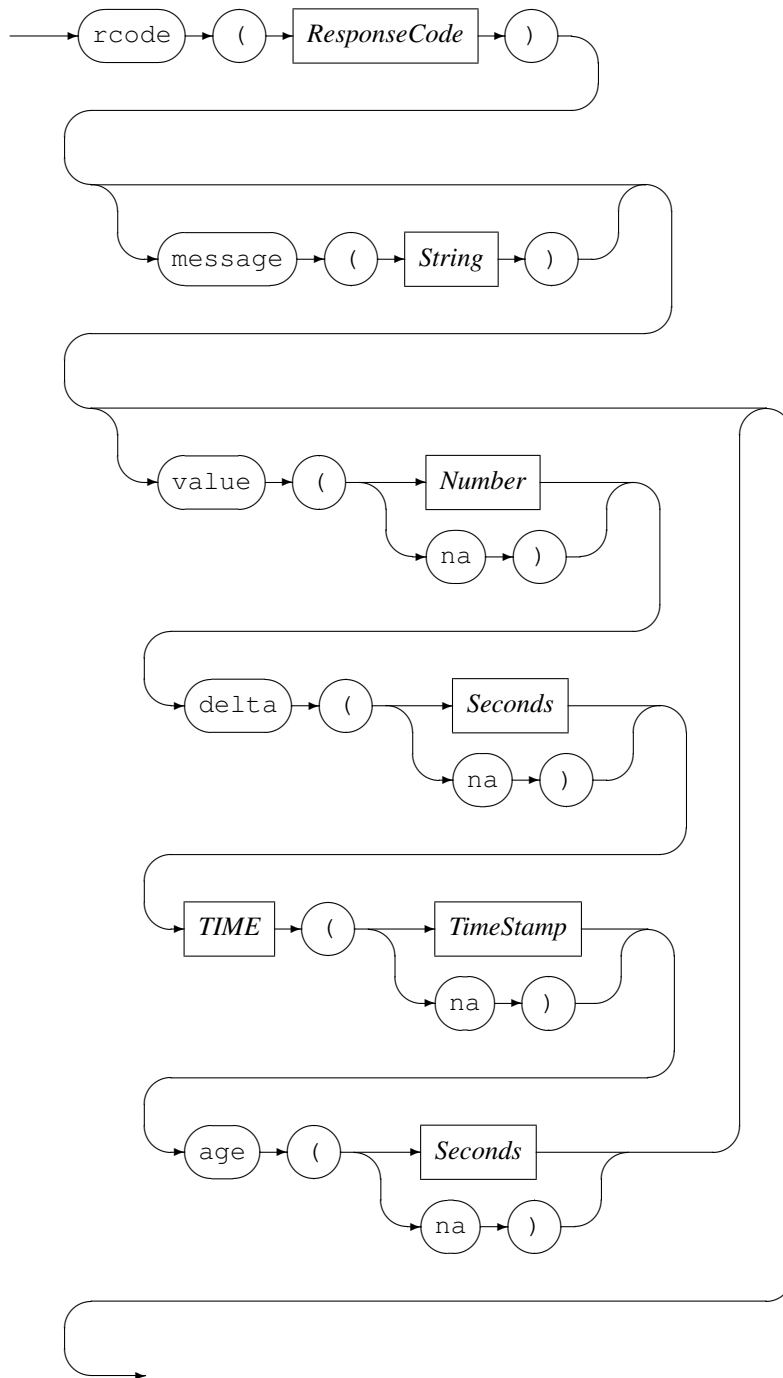 rcode ( ResponseCode )
message ( String )
value ( Number
na )
delta ( Seconds
na )
TIME ( TimeStamp
na )
age ( Seconds
na )